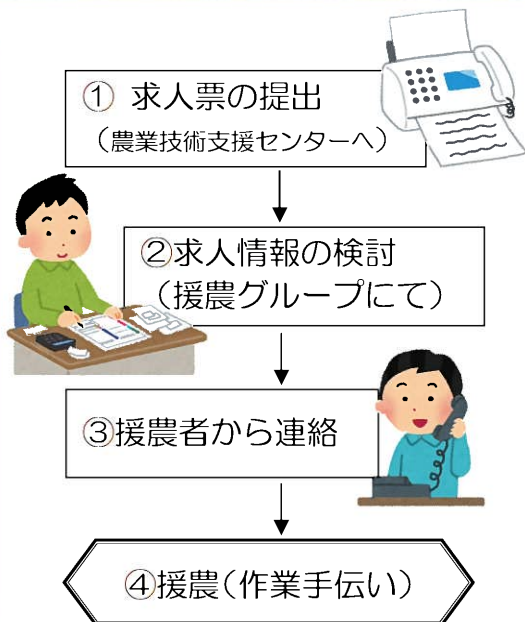 ① 求人票の提出
（農業技術支援センターへ）
②求人情報の検討
（援農グループにて）
③援農者から連絡
④援農（作業手伝い）